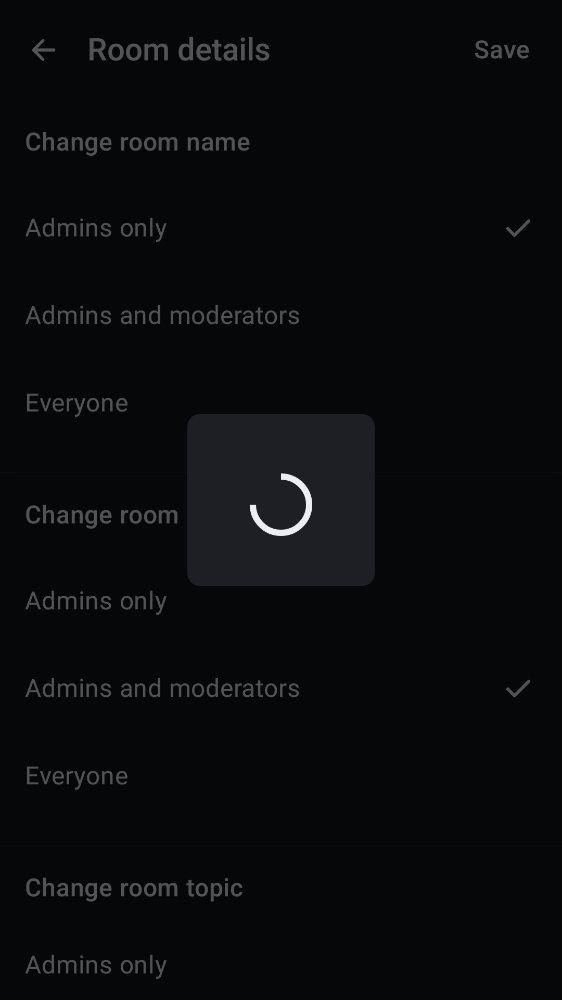 Room details
Save
Change room name
Admins only
Admins and moderators
Everyone
Change room
Admins only
Admins and moderators
Everyone
Change room topic
Admins only